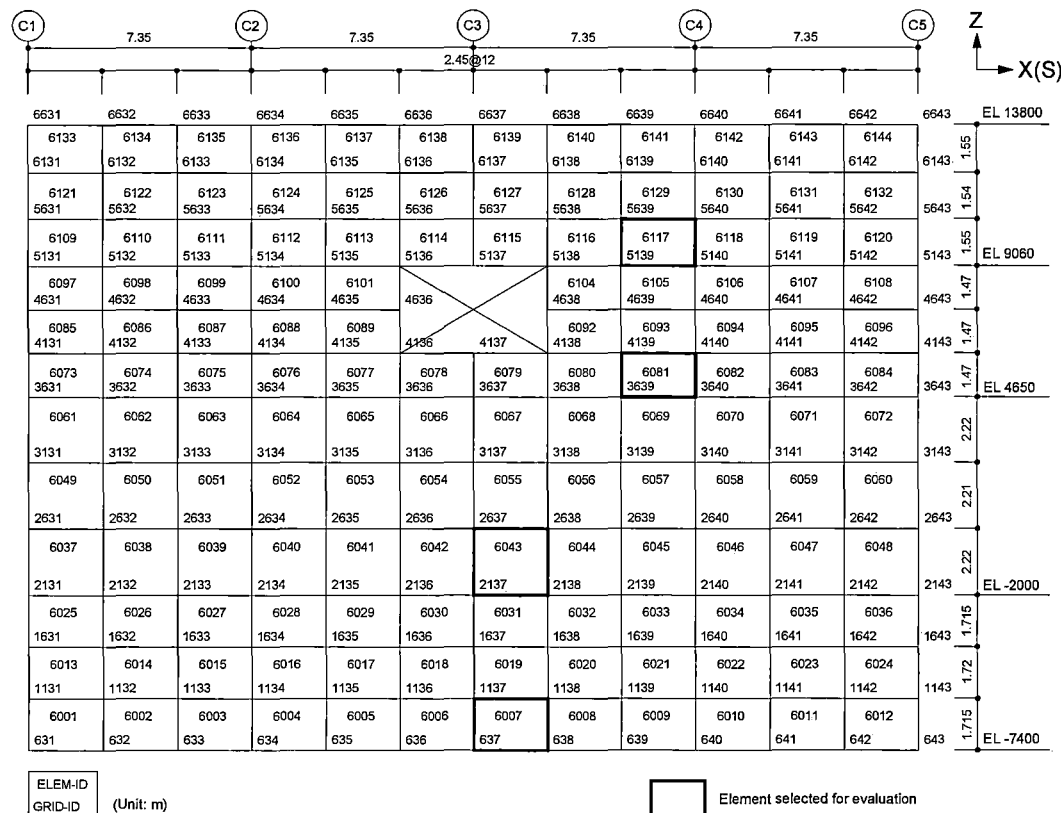 C1 C2 C3 C4 C5 Z
7.35 7.35 7.35 7.35
2.45@12 X(S)
6631 6632 6633 6634 6635 6636 6637 6638 6639 6640 6641 6642 6643 EL 13800
6133 6134 6135 6136 6137 6138 6139 6140 6141 6142 6143 6144 1.55
6131 6132 6133 6134 6135 6136 6137 6138 6139 6140 6141 6142 6143
6121 6122 6123 6124 6125 6126 6127 6128 6129 6130 6131 6132 1.54
5631 5632 5633 5634 5635 5636 5637 5638 5639 5640 5641 5642 5643
6109 6110 6111 6112 6113 6114 6115 6116 6117 6118 6119 6120 1.55
5131 5132 5133 5134 5135 5136 5137 5138 5139 5140 5141 5142 5143 EL 9060
6097 6098 6099 6100 6101 6104 6105 6106 6107 6108 1.47
4631 4632 4633 4634 4635 4636 4638 4639 4640 4641 4642 4643
6085 6086 6087 6088 6089 6092 6093 6094 6095 6096 1.47
4131 4132 4133 4134 4135 4136 4137 4138 4139 4140 4141 4142 4143
6073 6074 6075 6076 6077 6078 6079 6080 6081 6082 6083 6084 1.47
3631 3632 3633 3634 3635 3636 3637 3638 3639 3640 3641 3642 3643 EL 4650
6061 6062 6063 6064 6065 6066 6067 6068 6069 6070 6071 6072 2.22
3131 3132 3133 3134 3135 3136 3137 3138 3139 3140 3141 3142 3143
6049 6050 6051 6052 6053 6054 6055 6056 6057 6058 6059 6060 2.21
2631 2632 2633 2634 2635 2636 2637 2638 2639 2640 2641 2642 2643
6037 6038 6039 6040 6041 6042 6043 6044 6045 6046 6047 6048 2.22
2131 2132 2133 2134 2135 2136 2137 2138 2139 2140 2141 2142 2143 EL -2000
6025 6026 6027 6028 6029 6030 6031 6032 6033 6034 6035 6036 1.715
1631 1632 1633 1634 1635 1636 1637 1638 1639 1640 1641 1642 1643
6013 6014 6015 6016 6017 6018 6019 6020 6021 6022 6023 6024 1.72
1131 1132 1133 1134 1135 1136 1137 1138 1139 1140 1141 1142 1143
6001 6002 6003 6004 6005 6006 6007 6008 6009 6010 6011 6012 1.715
631 632 633 634 635 636 637 638 639 640 641 642 643 EL -7400
ELEM-ID
GRID-ID (Unit: m) Element selected for evaluation